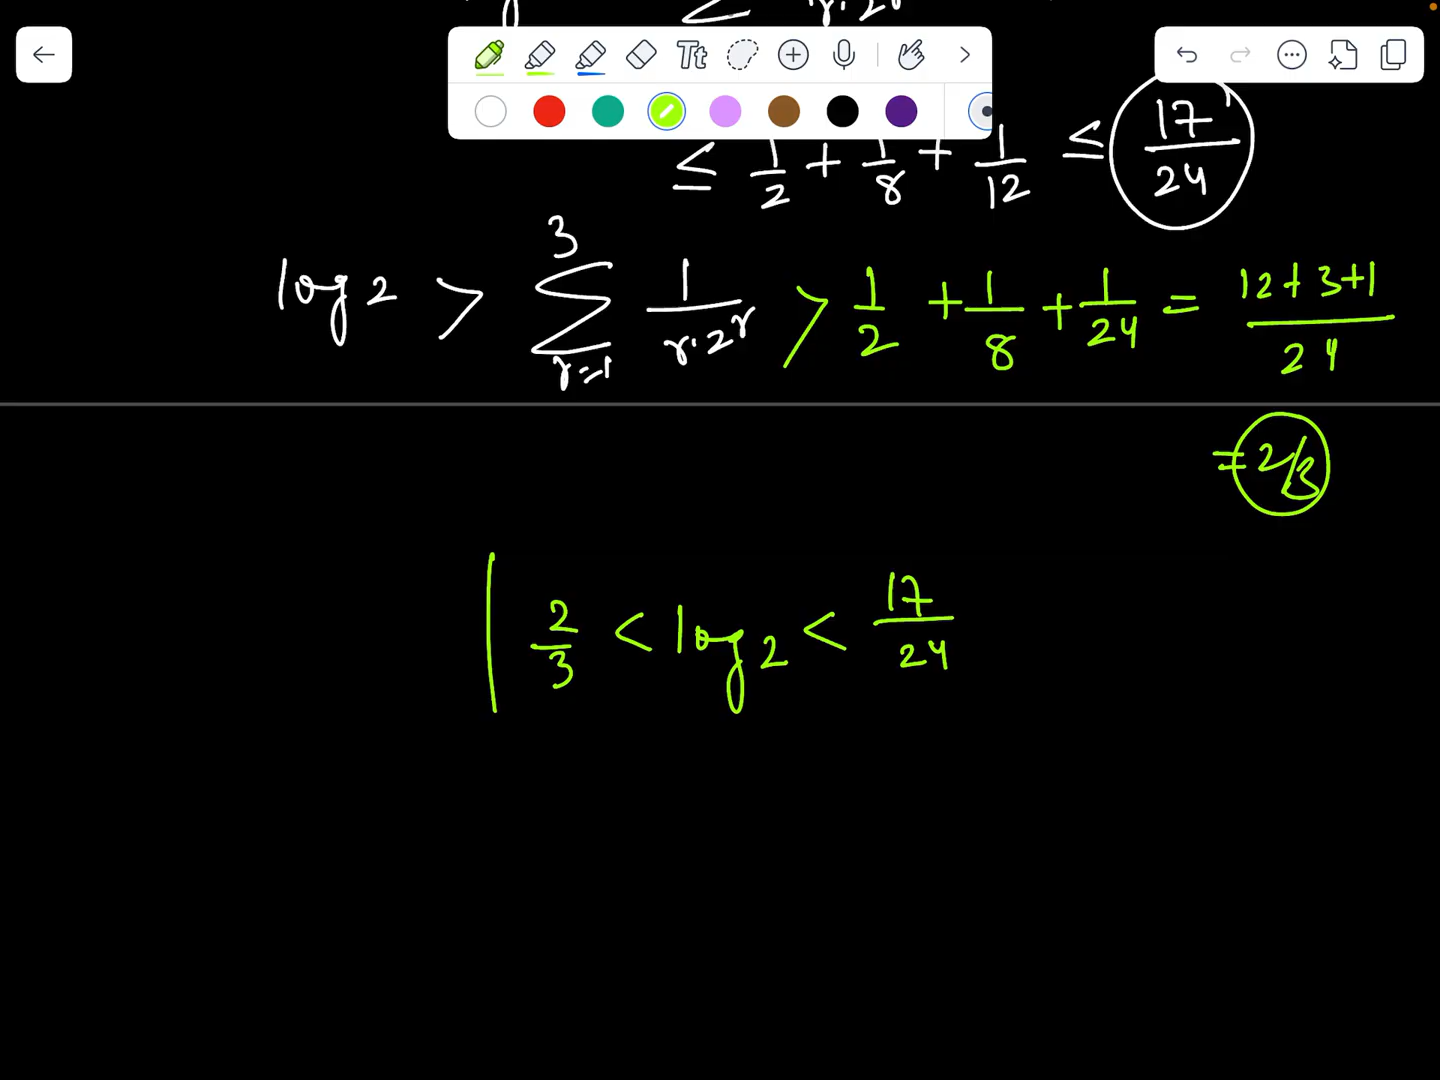 Tt
≤ 1/2 + 1/8 + 1/12 ≤ 17/24
log 2 > 3 ∑ r=1 1/r·2^r > 1/2 + 1/8 + 1/24 = 12+3+1/24
= 2/3
2/3 < log 2 < 17/24